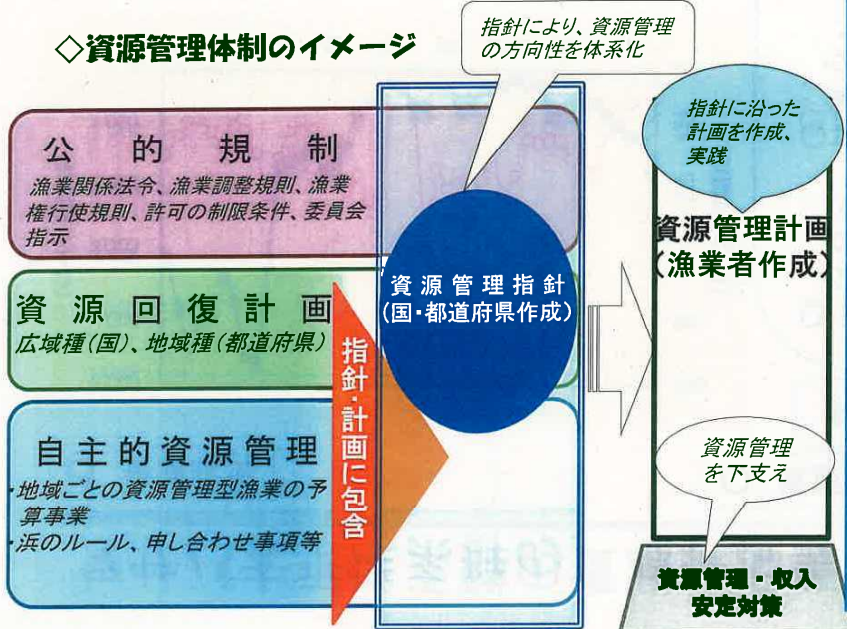 ◇資源管理体制のイメージ
指針により、資源管理
の方向性を体系化
公的規制
漁業関係法令、漁業調整規則、漁業
権行使規則、許可の制限条件、委員会
指示
資源回復計画
広域種(国)、地域種(都道府県)
自主的資源管理
・地域ごとの資源管理型漁業の予
算事業
・浜のルール、申し合わせ事項等
指針・計画に包含
資源管理指針
(国・都道府県作成)
指針に沿った
計画を作成、
実践
資源管理計画
(漁業者作成)
資源管理
を下支え
資源管理・収入
安定対策